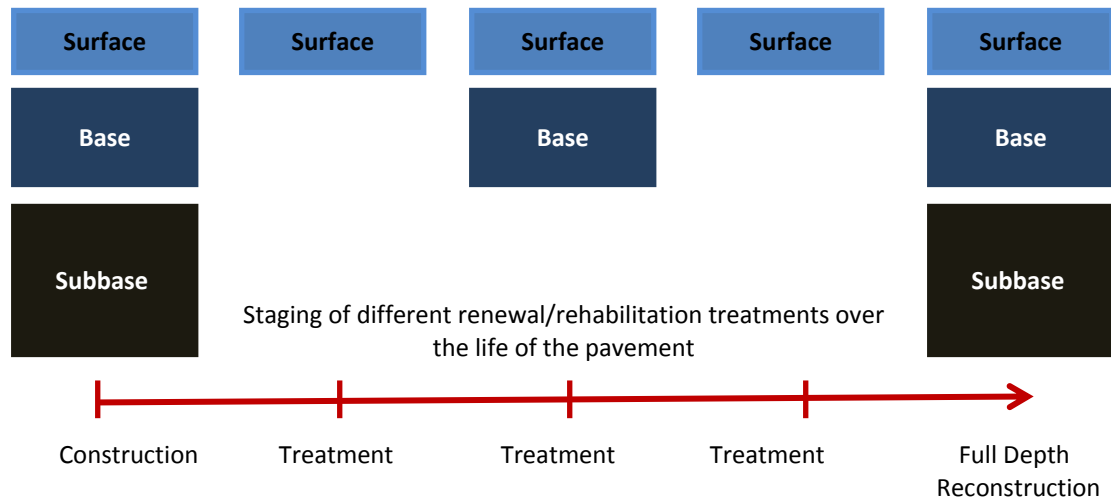 Surface
Surface
Surface
Surface
Surface
Base
Base
Base
Subbase
Subbase
Staging of different renewal/rehabilitation treatments over
the life of the pavement
Construction
Treatment
Treatment
Treatment
Full Depth
Reconstruction